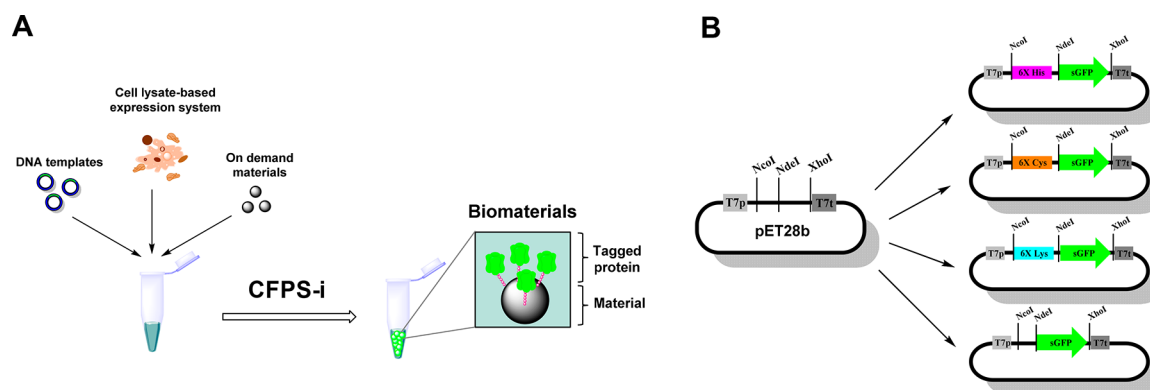 A
Cell lysate-based
expression system
DNA templates
On demand
materials
CFPS-i
Biomaterials
Tagged
protein
Material
B
NcoI
NdeI
XhoI
T7p
T7t
pET28b
NcoI
NdeI
XhoI
T7p
6X His
sGFP
T7t
NcoI
NdeI
XhoI
T7p
6X Cys
sGFP
T7t
NcoI
NdeI
XhoI
T7p
6X Lys
sGFP
T7t
NcoI
NdeI
XhoI
T7p
sGFP
T7t